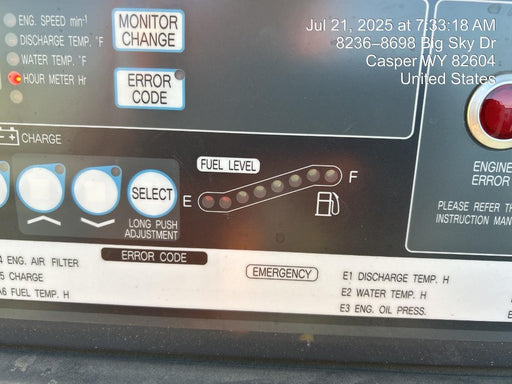 ENG. SPEED min⁻¹
DISCHARGE TEMP. °F
WATER TEMP. °F
HOUR METER Hr
MONITOR
CHANGE
ERROR
CODE
Jul 21, 2025 at 7:33:18 AM
8236–8698 Big Sky Dr
Casper WY 82604
United States
CHARGE
FUEL LEVEL
E
F
SELECT
LONG PUSH
ADJUSTMENT
ENGINE
ERROR
PLEASE REFER
INSTRUCTION
ERROR CODE
4 ENG. AIR FILTER
5 CHARGE
A6 FUEL TEMP. H
EMERGENCY
E1 DISCHARGE TEMP. H
E2 WATER TEMP. H
E3 ENG. OIL PRESS.